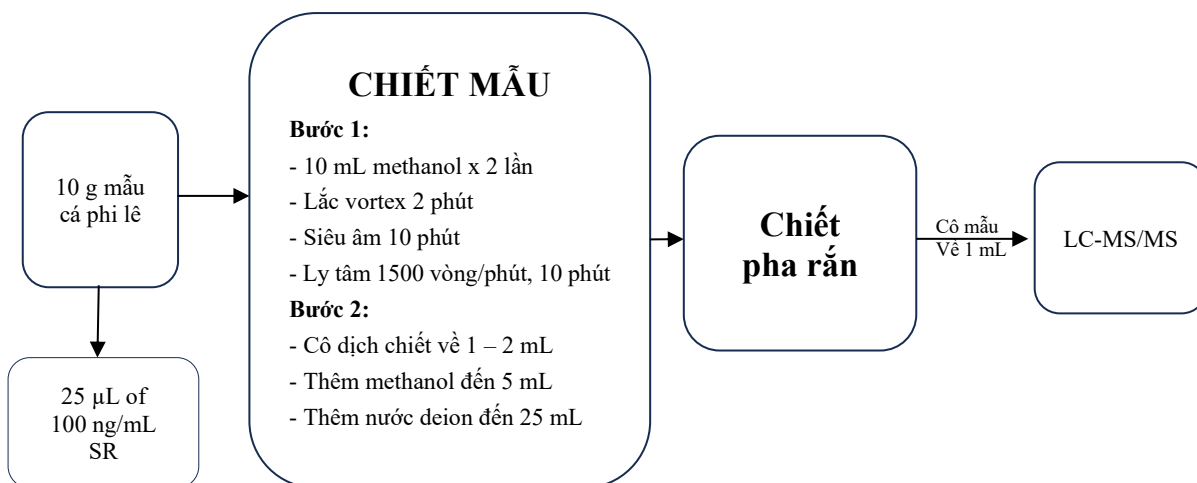 10 g mẫu
cá phi lê
25 µL of
100 ng/mL
SR
CHIẾT MẪU
Bước 1:
- 10 mL methanol x 2 lần
- Lắc vortex 2 phút
- Siêu âm 10 phút
- Ly tâm 1500 vòng/phút, 10 phút
Bước 2:
- Cô dịch chiết về 1 – 2 mL
- Thêm methanol đến 5 mL
- Thêm nước deion đến 25 mL
Chiết
pha rắn
Cô mẫu
Về 1 mL
LC-MS/MS